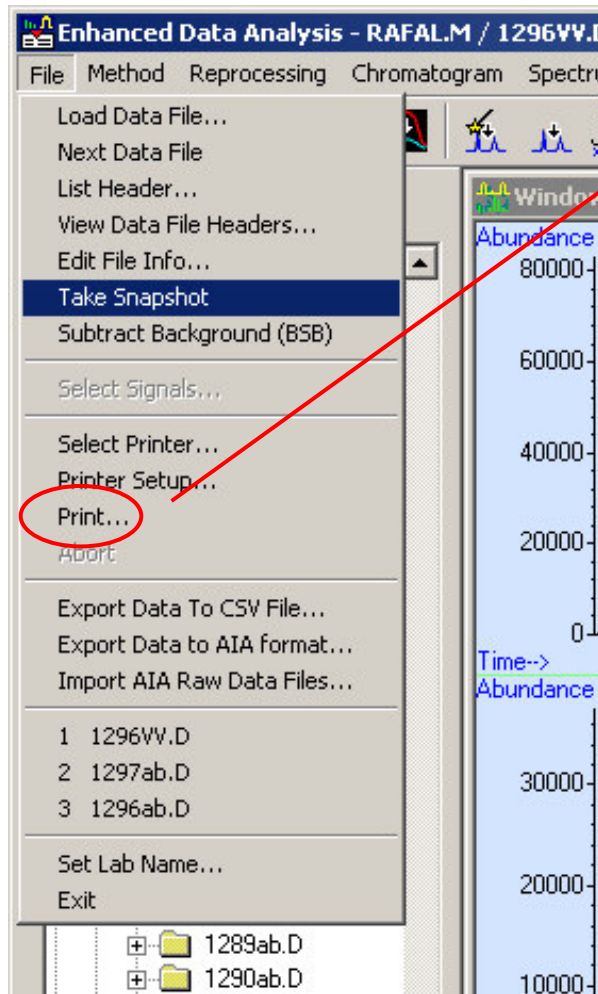 Enhanced Data Analysis - RAFAL.M / 1296VV.D
File Method Reprocessing Chromatogram Spectru
Load Data File...
Next Data File
List Header...
View Data File Headers...
Edit File Info...
Take Snapshot
Subtract Background (BSB)
Select Signals...
Select Printer...
Printer Setup...
Print...
Abort
Export Data To CSV File...
Export Data to AIA format...
Import AIA Raw Data Files...
1 1296VV.D
2 1297ab.D
3 1296ab.D
Set Lab Name...
Exit
1289ab.D
1290ab.D
Window
Abundance
80000
60000
40000
20000
0
Time-->
Abundance
30000
20000
10000